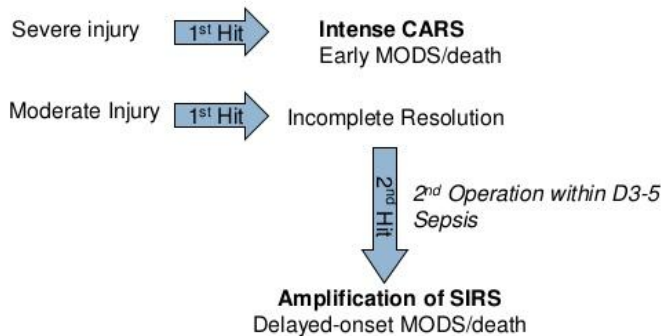 Severe injury
1st Hit
Intense CARS
Early MODS/death
Moderate Injury
1st Hit
Incomplete Resolution
2nd Hit
2nd Operation within D3-5
Sepsis
Amplification of SIRS
Delayed-onset MODS/death